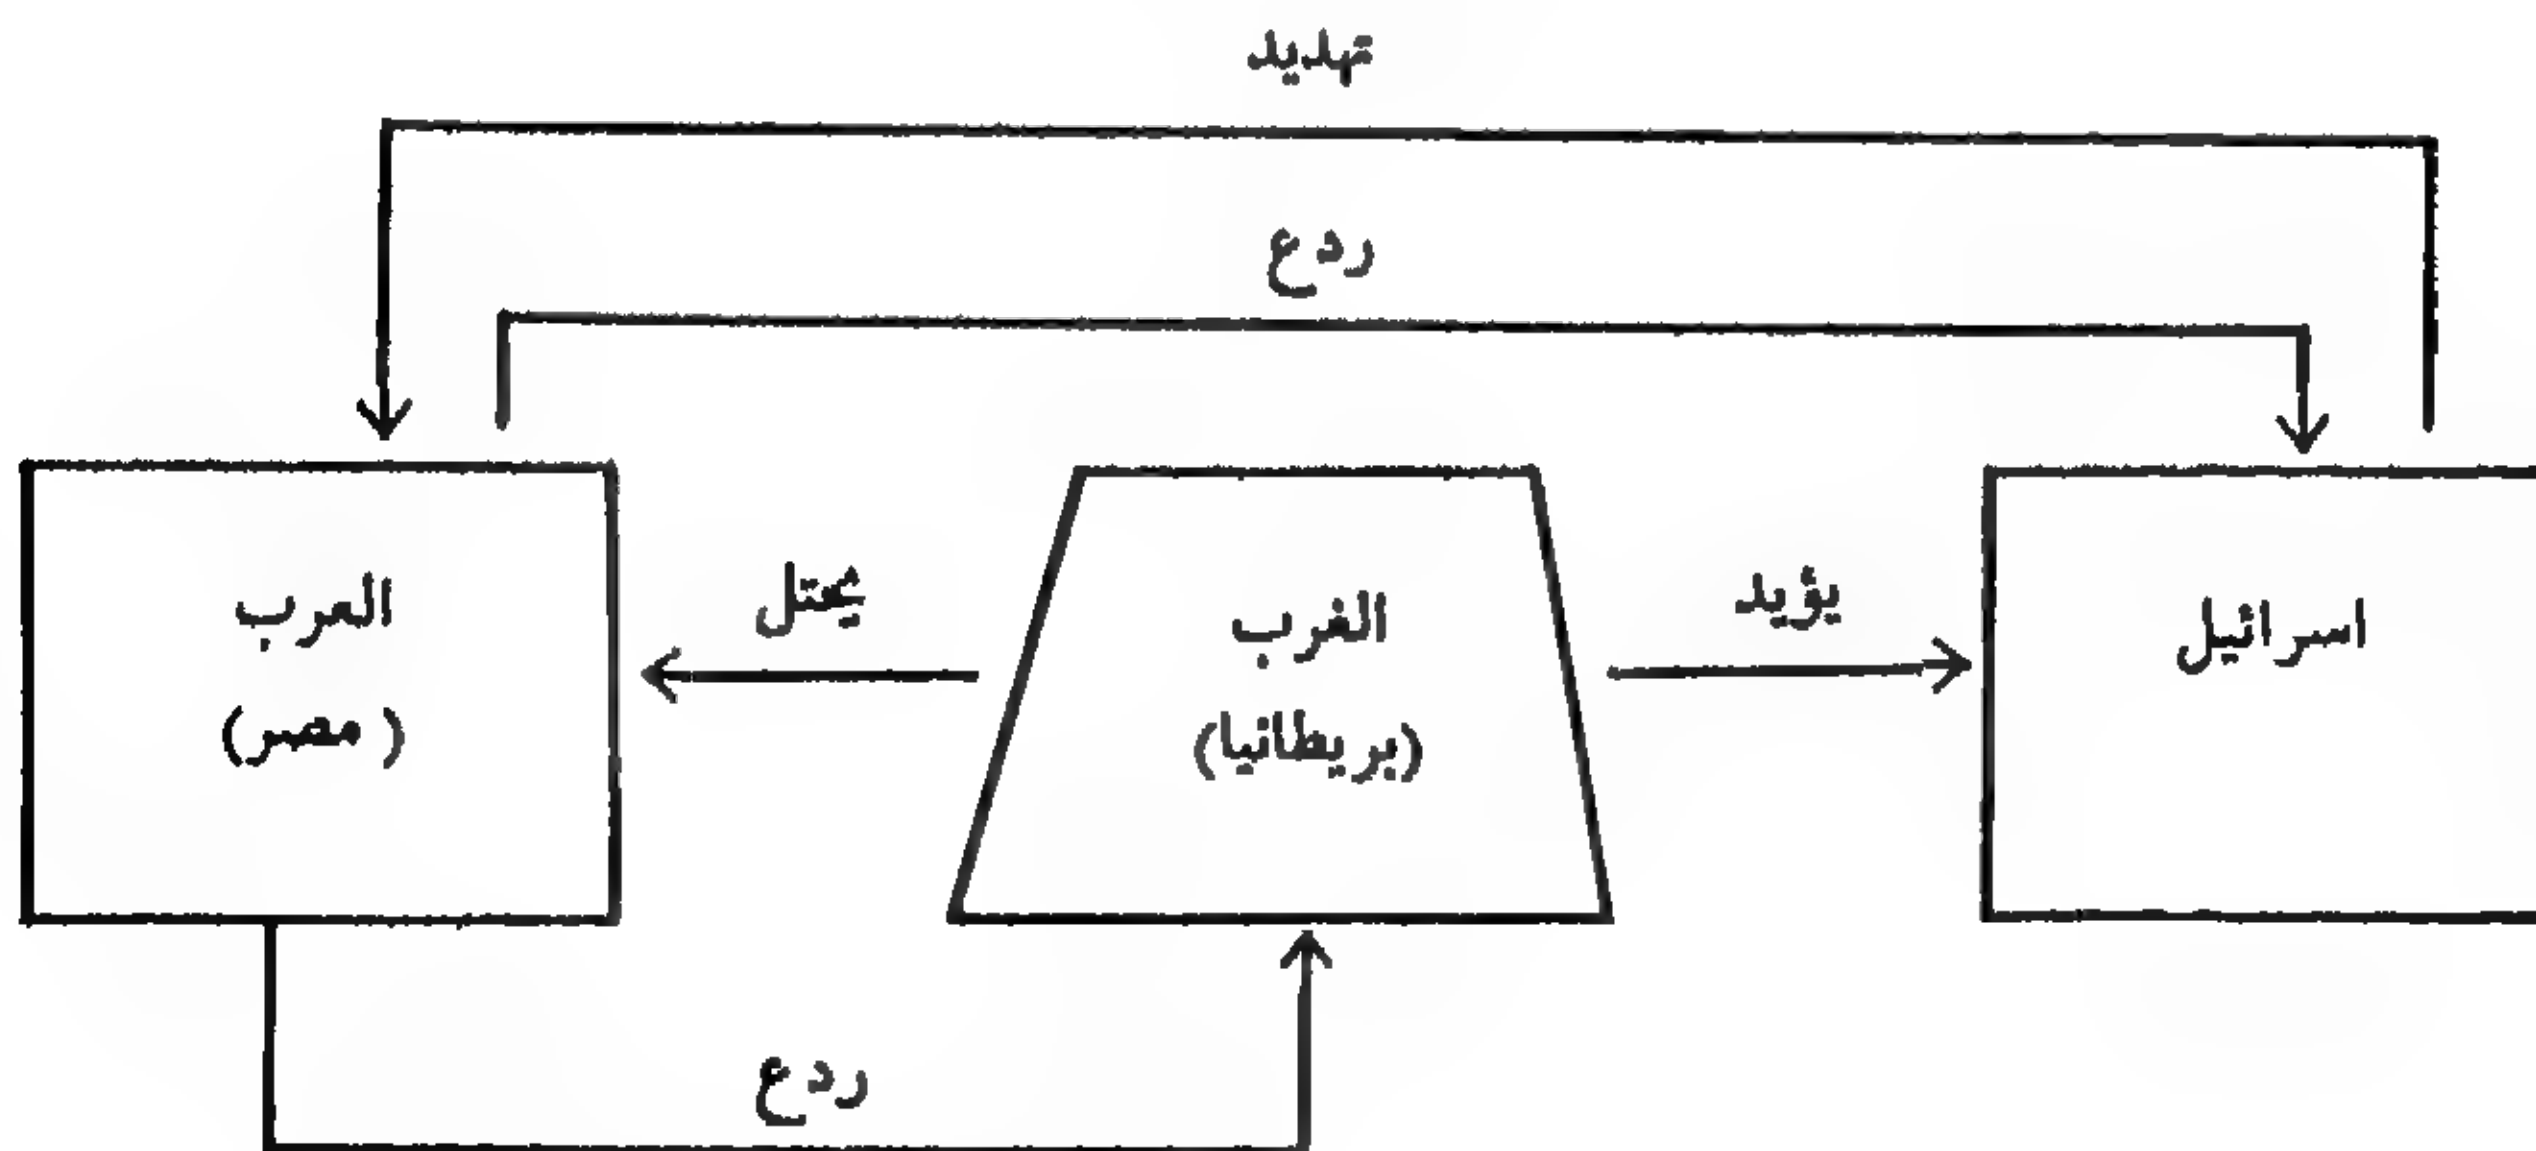 تهديد
ردع
اسرائيل
يؤيد
الغرب
(بريطانيا)
يحتل
العرب
(مصر)
ردع